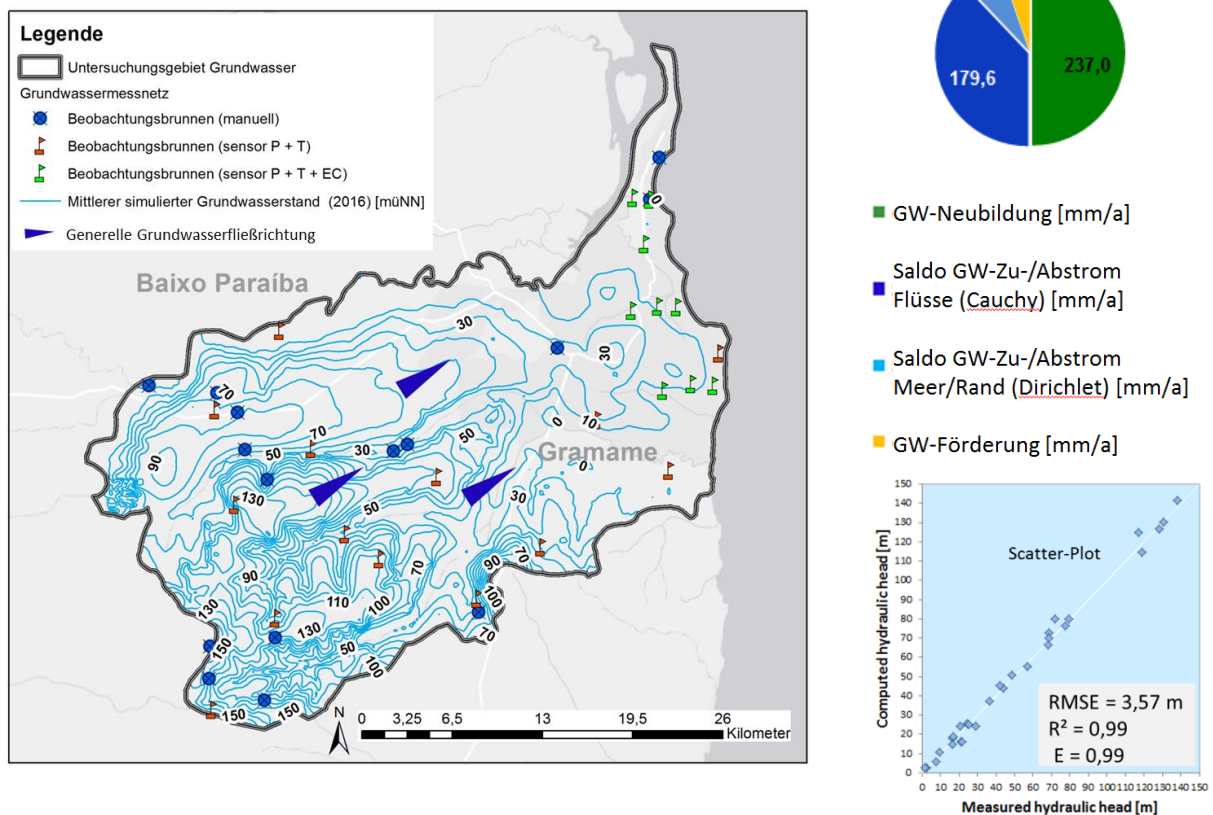 Legende
Untersuchungsgebiet Grundwasser
Grundwassermessnetz
Beobachtungsbrunnen (manuell)
Beobachtungsbrunnen (sensor P + T)
Beobachtungsbrunnen (sensor P + T + EC)
Mittlerer simulierter Grundwasserstand (2016) [müNN]
Generelle Grundwasserfließrichtung
Baixo Paraíba
Gramame
0
30
30
70
10
0
70
50
30
50
90
0
130
30
50
90
70
70
90
110
100
100
130
130
50
70
150
100
150
150
N
0 3,25 6,5 13 19,5 26
Kilometer
179,6
237,0
GW-Neubildung [mm/a]
Saldo GW-Zu-/Abstrom
Flüsse (Cauchy) [mm/a]
Saldo GW-Zu-/Abstrom
Meer/Rand (Dirichlet) [mm/a]
GW-Förderung [mm/a]
Computed hydraulic head [m]
150
140
130
120
110
100
90
80
70
60
50
40
30
20
10
0
Scatter-Plot
RMSE = 3,57 m
R² = 0,99
E = 0,99
0 10 20 30 40 50 60 70 80 90 100 110 120 130 140 150
Measured hydraulic head [m]